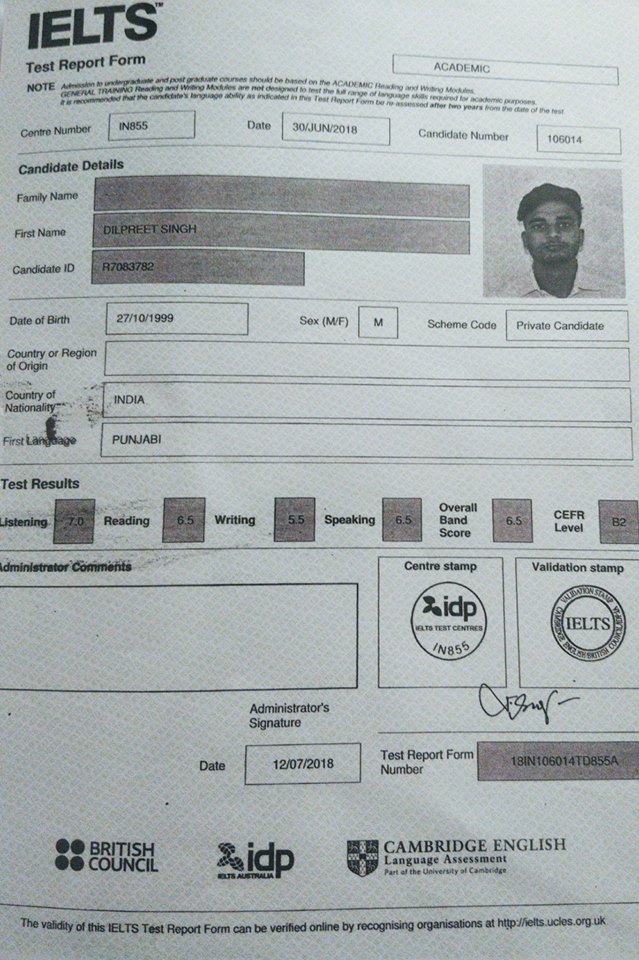 IELTS™
Test Report Form
ACADEMIC
NOTE Admission to undergraduate and post graduate courses should be based on the ACADEMIC Reading and Writing Modules.
GENERAL TRAINING Reading and Writing Modules are not designed to test the full range of language skills required for academic purposes.
It is recommended that the candidate's language ability as indicated in this Test Report Form be re-assessed after two years from the date of the test.
Centre Number IN855 Date 30/JUN/2018 Candidate Number 106014
Candidate Details
Family Name
First Name DILPREET SINGH
Candidate ID R7083782
Date of Birth 27/10/1999 Sex (M/F) M Scheme Code Private Candidate
Country or Region
of Origin
Country of
Nationality INDIA
First Language PUNJABI
Test Results
Listening 7.0 Reading 6.5 Writing 5.5 Speaking 6.5 Overall Band Score 6.5 CEFR Level B2
Administrator Comments
Centre stamp
Validation stamp
idp
IELTS TEST CENTRES
IN855
VALIDATION STAMP
IELTS
CAMBRIDGE ENGLISH BRITISH COUNCIL IDP:IA
Administrator's
Signature
Date 12/07/2018
Test Report Form
Number 18IN106014TD855A
BRITISH
COUNCIL
idp
IELTS AUSTRALIA
CAMBRIDGE ENGLISH
Language Assessment
Part of the University of Cambridge
The validity of this IELTS Test Report Form can be verified online by recognising organisations at http://ielts.ucles.org.uk